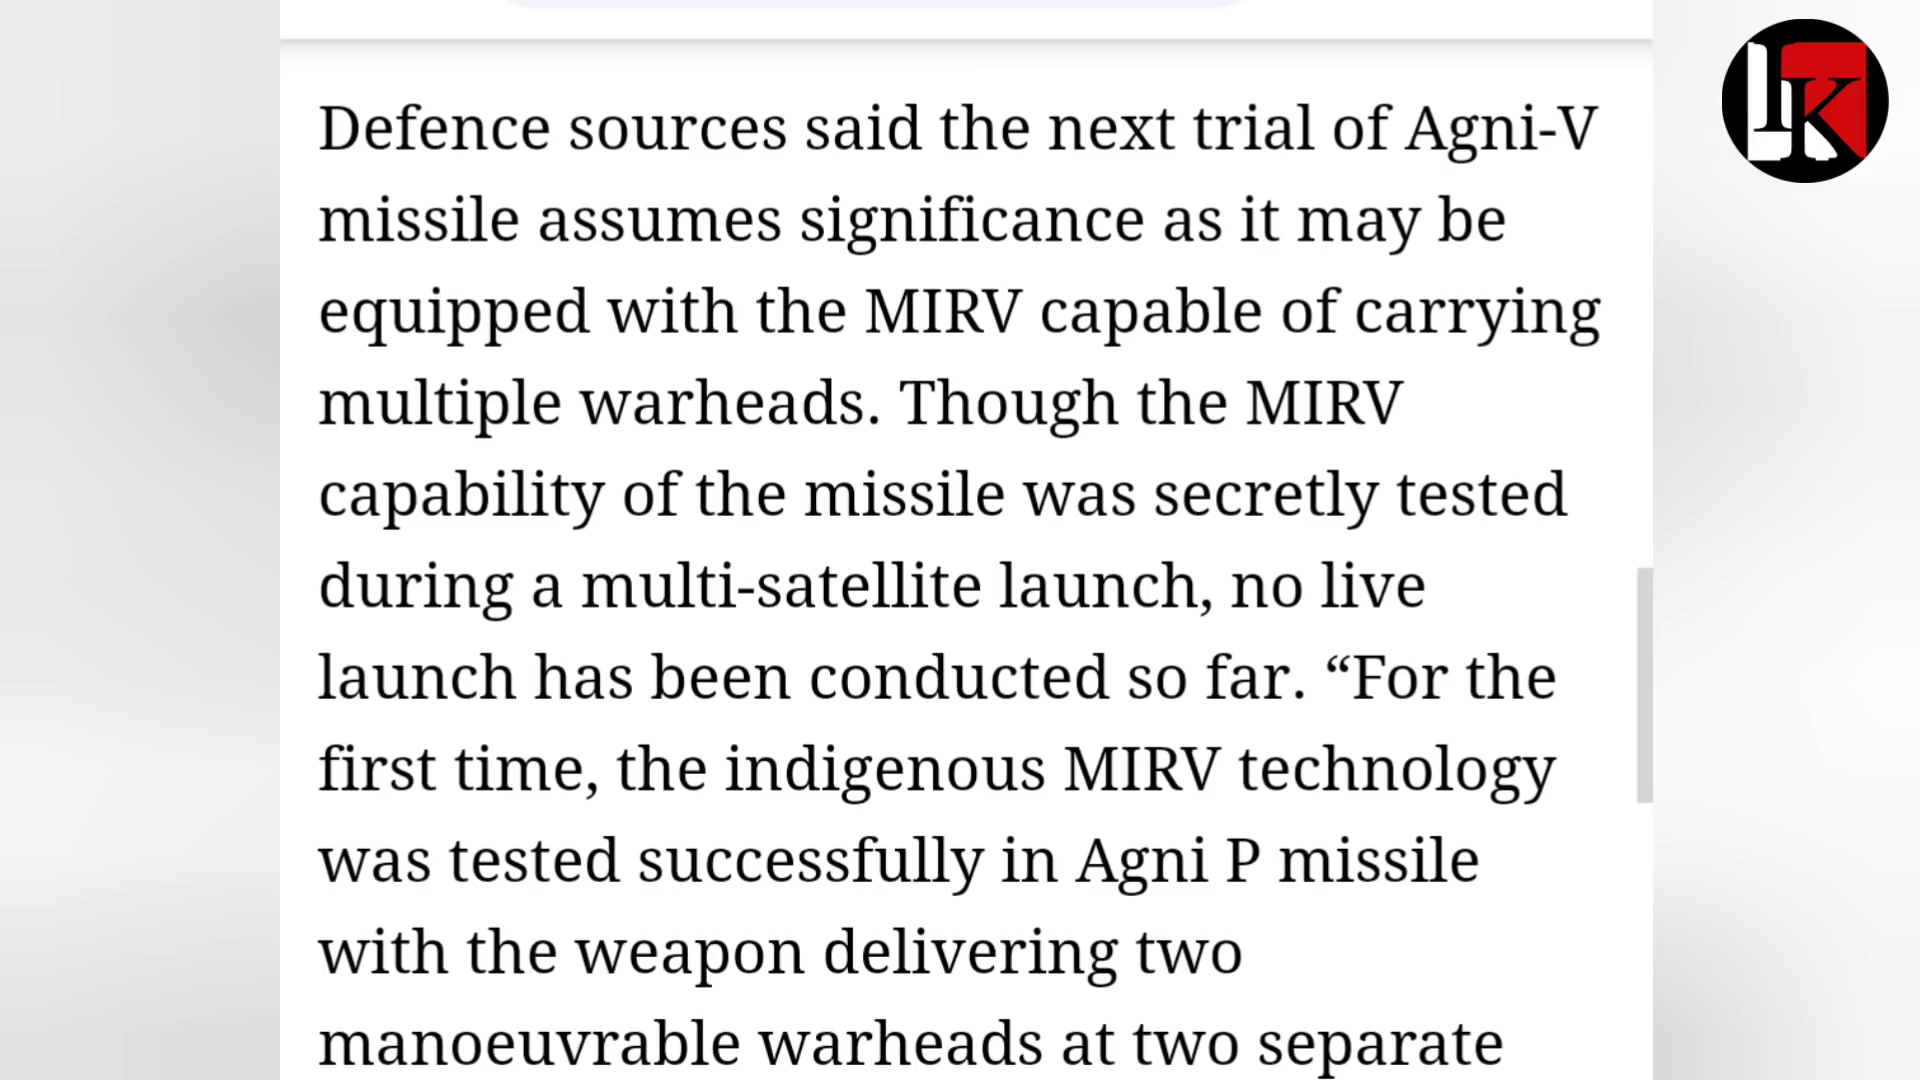 Defence sources said the next trial of Agni-V
missile assumes significance as it may be
equipped with the MIRV capable of carrying
multiple warheads. Though the MIRV
capability of the missile was secretly tested
during a multi-satellite launch, no live
launch has been conducted so far. “For the
first time, the indigenous MIRV technology
was tested successfully in Agni P missile
with the weapon delivering two
manoeuvrable warheads at two separate